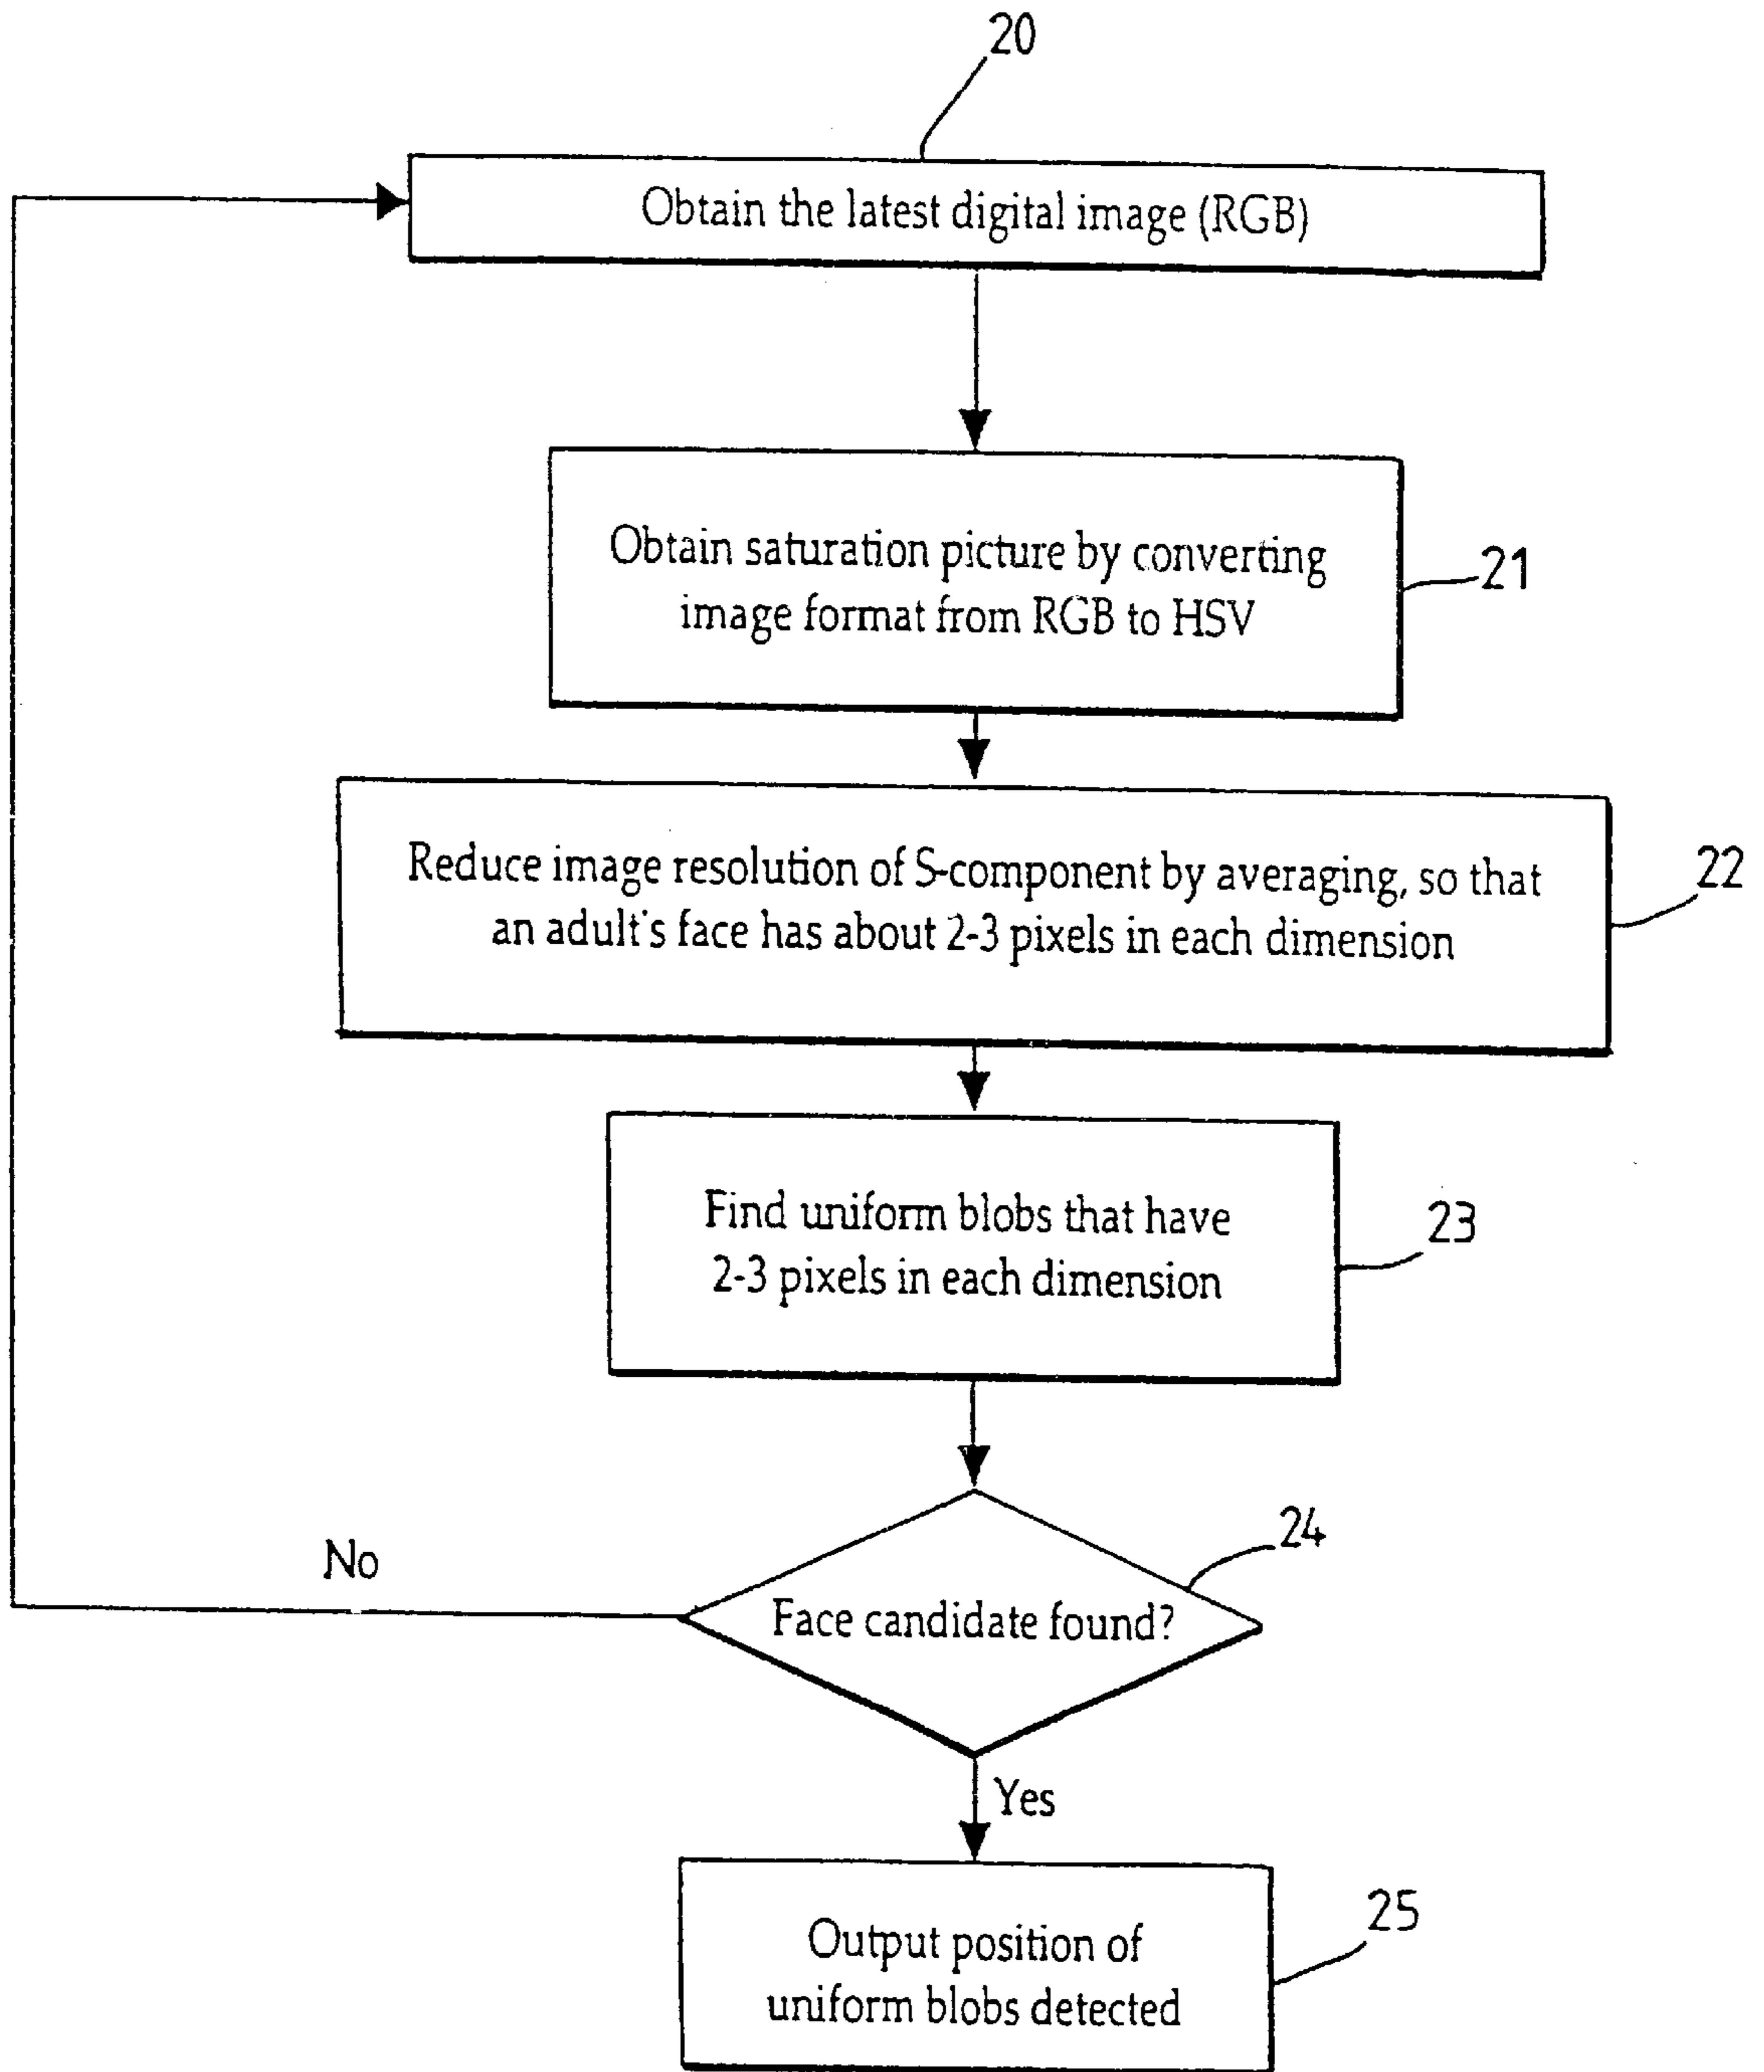 20
Obtain the latest digital image (RGB)
Obtain saturation picture by converting
image format from RGB to HSV
21
Reduce image resolution of S-component by averaging, so that
an adult's face has about 2-3 pixels in each dimension
22
Find uniform blobs that have
2-3 pixels in each dimension
23
24
No
Face candidate found?
Yes
Output position of
uniform blobs detected
25